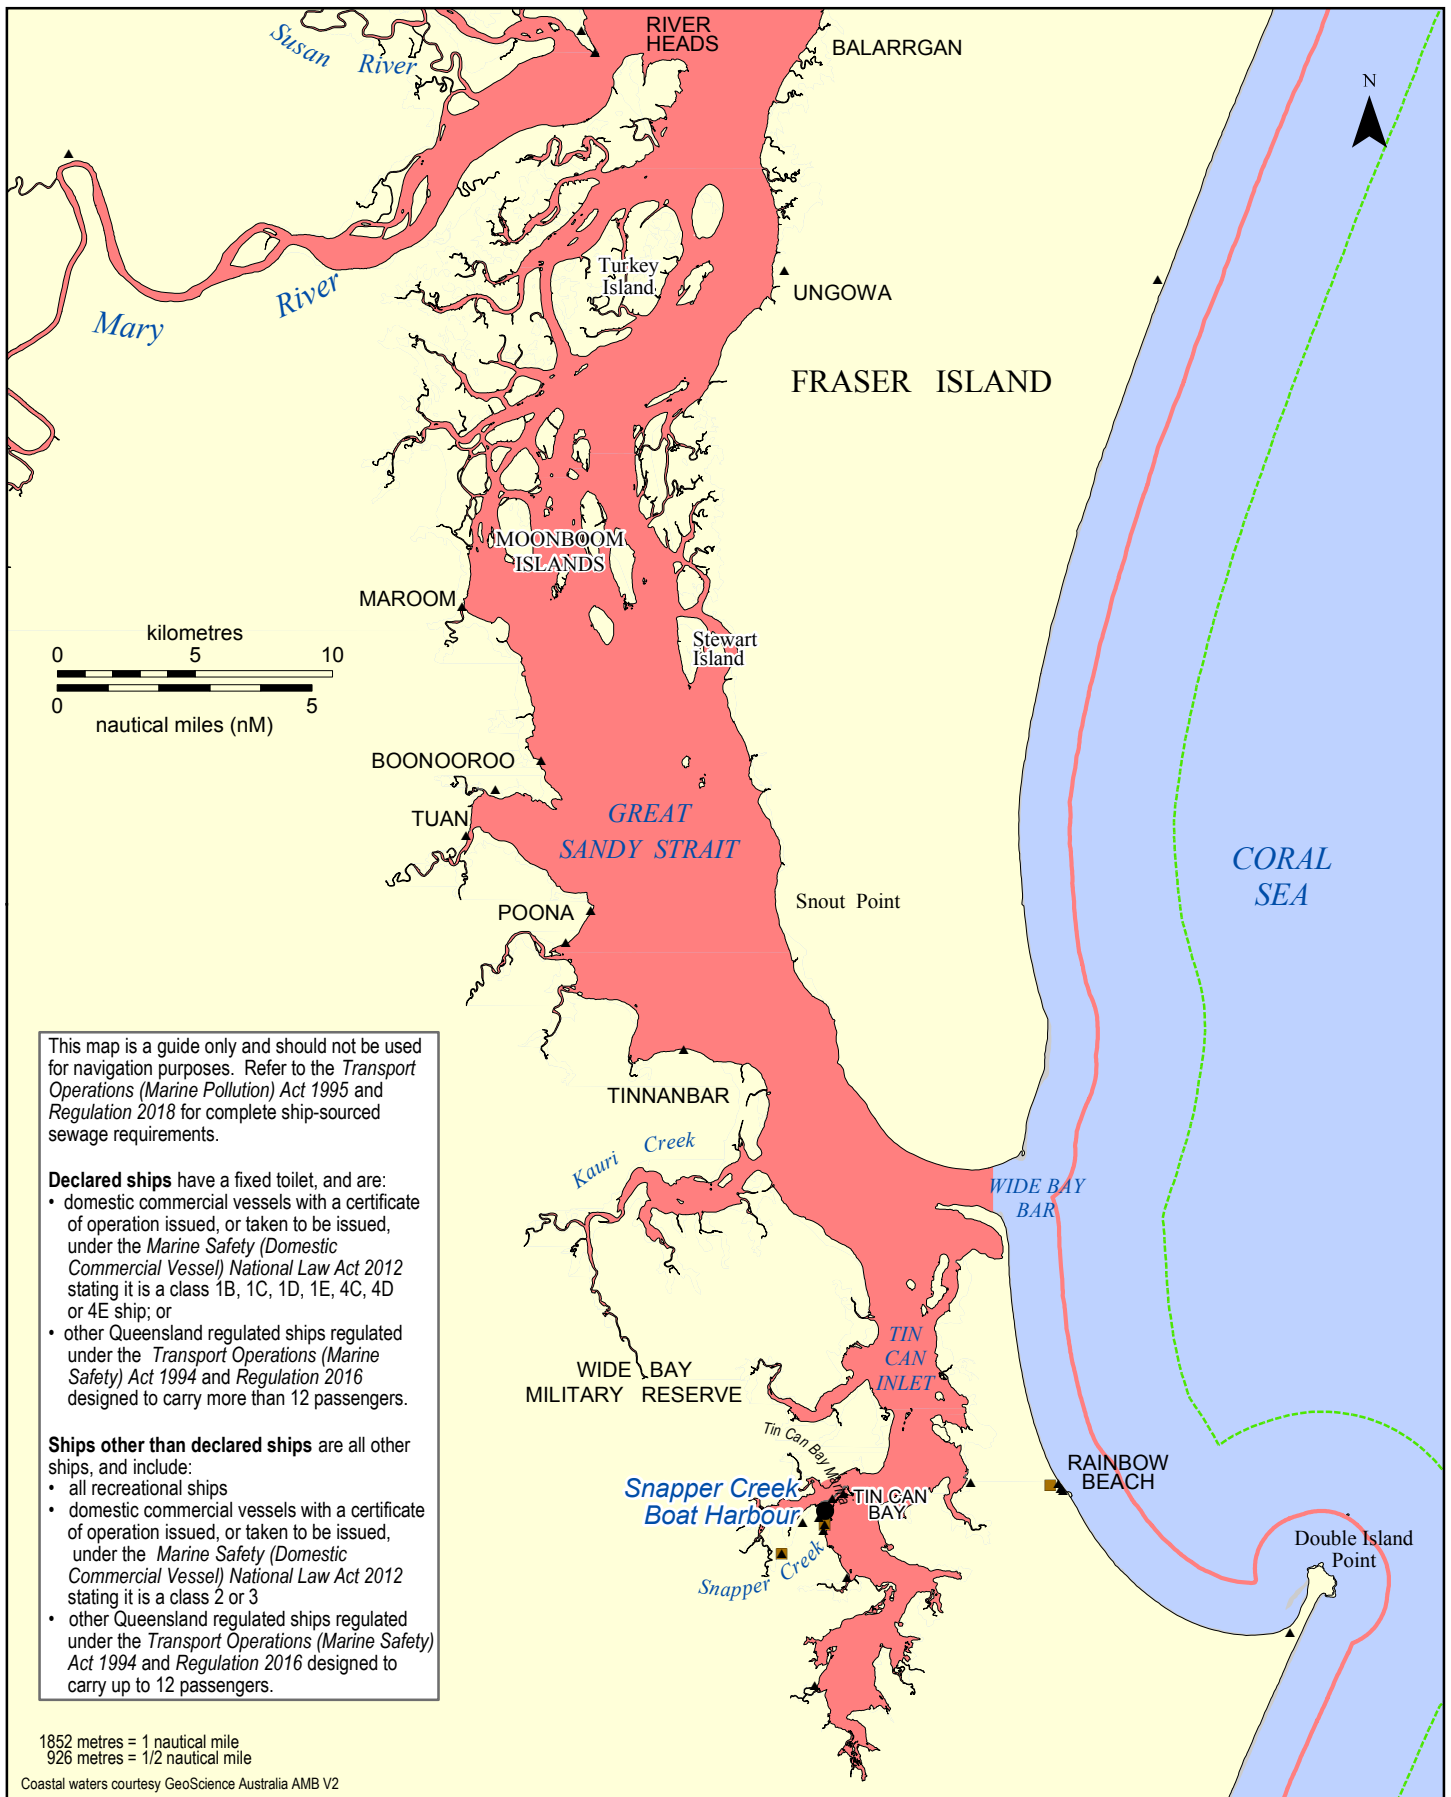 RIVER
HEADS
BALARRGAN
Susan River
N
Turkey
Island
UNGOWA
Mary River
FRASER ISLAND
MOONBOOM
ISLANDS
MAROOM
kilometres
0 5 10
0 5
nautical miles (nM)
Stewart
Island
BOONOOROO
TUAN
GREAT
SANDY STRAIT
CORAL
SEA
Snout Point
POONA
TINNANBAR
Kauri Creek
WIDE BAY
BAR
TIN
CAN
INLET
WIDE BAY
MILITARY RESERVE
Tin Can Bay Marina
Snapper Creek
Boat Harbour
TIN CAN
BAY
RAINBOW
BEACH
Snapper Creek
Double Island
Point
This map is a guide only and should not be used
for navigation purposes. Refer to the Transport
Operations (Marine Pollution) Act 1995 and
Regulation 2018 for complete ship-sourced
sewage requirements.
Declared ships have a fixed toilet, and are:
• domestic commercial vessels with a certificate
of operation issued, or taken to be issued,
under the Marine Safety (Domestic
Commercial Vessel) National Law Act 2012
stating it is a class 1B, 1C, 1D, 1E, 4C, 4D
or 4E ship; or
• other Queensland regulated ships regulated
under the Transport Operations (Marine
Safety) Act 1994 and Regulation 2016
designed to carry more than 12 passengers.
Ships other than declared ships are all other
ships, and include:
• all recreational ships
• domestic commercial vessels with a certificate
of operation issued, or taken to be issued,
under the Marine Safety (Domestic
Commercial Vessel) National Law Act 2012
stating it is a class 2 or 3
• other Queensland regulated ships regulated
under the Transport Operations (Marine Safety)
Act 1994 and Regulation 2016 designed to
carry up to 12 passengers.
1852 metres = 1 nautical mile
926 metres = 1/2 nautical mile
Coastal waters courtesy GeoScience Australia AMB V2